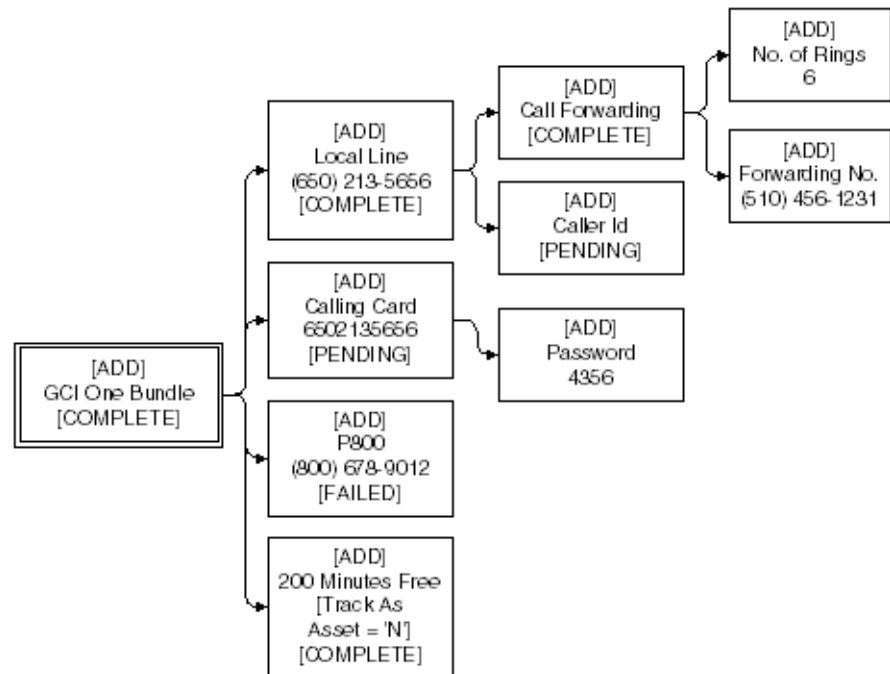 [ADD]
GCI One Bundle
[COMPLETE]
[ADD]
Local Line
(650) 213-5656
[COMPLETE]
[ADD]
Call Forwarding
[COMPLETE]
[ADD]
No. of Rings
6
[ADD]
Forwarding No.
(510) 456-1231
[ADD]
Caller Id
[PENDING]
[ADD]
Calling Card
6502135656
[PENDING]
[ADD]
Password
4356
[ADD]
P800
(800) 678-9012
[FAILED]
[ADD]
200 Minutes Free
[Track As
Asset = 'N']
[COMPLETE]